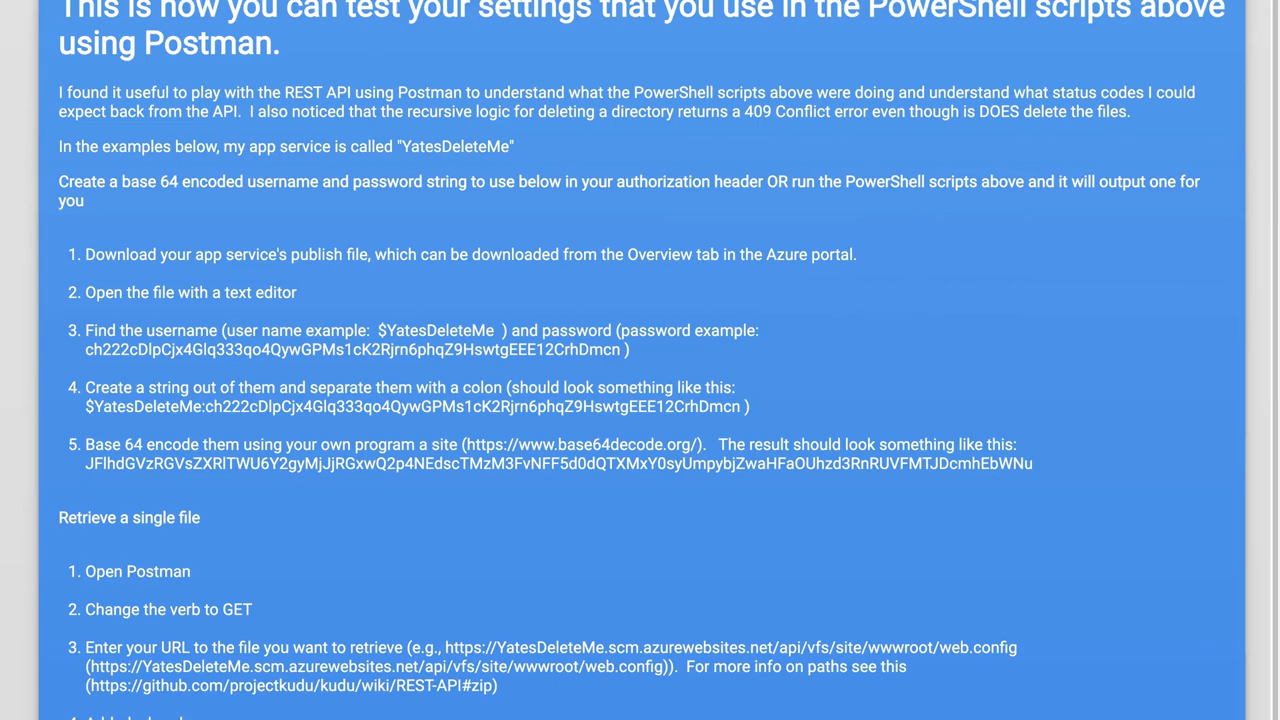 This is how you can test your settings that you use in the PowerShell scripts above
using Postman.
I found it useful to play with the REST API using Postman to understand what the PowerShell scripts above were doing and understand what status codes I could
expect back from the API.  I also noticed that the recursive logic for deleting a directory returns a 409 Conflict error even though is DOES delete the files.
In the examples below, my app service is called "YatesDeleteMe"
Create a base 64 encoded username and password string to use below in your authorization header OR run the PowerShell scripts above and it will output one for
you
1. Download your app service's publish file, which can be downloaded from the Overview tab in the Azure portal.
2. Open the file with a text editor
3. Find the username (user name example:  $YatesDeleteMe  ) and password (password example:
ch222cDlpCjx4Glq333qo4QywGPMs1cK2Rjrn6phqZ9HswtgEEE12CrhDmcn )
4. Create a string out of them and separate them with a colon (should look something like this:
$YatesDeleteMe:ch222cDlpCjx4Glq333qo4QywGPMs1cK2Rjrn6phqZ9HswtgEEE12CrhDmcn )
5. Base 64 encode them using your own program a site (https://www.base64decode.org/).   The result should look something like this:
JFlhdGVzRGVsZXRlTWU6Y2gyMjJjRGxwQ2p4NEdscTMzM3FvNFF5d0dQTXMxY0syUmpybjZwaHFaOUhzd3RnRUVFMTJDcmhEbWNu
Retrieve a single file
1. Open Postman
2. Change the verb to GET
3. Enter your URL to the file you want to retrieve (e.g., https://YatesDeleteMe.scm.azurewebsites.net/api/vfs/site/wwwroot/web.config
(https://YatesDeleteMe.scm.azurewebsites.net/api/vfs/site/wwwroot/web.config)).  For more info on paths see this
(https://github.com/projectkudu/kudu/wiki/REST-API#zip)